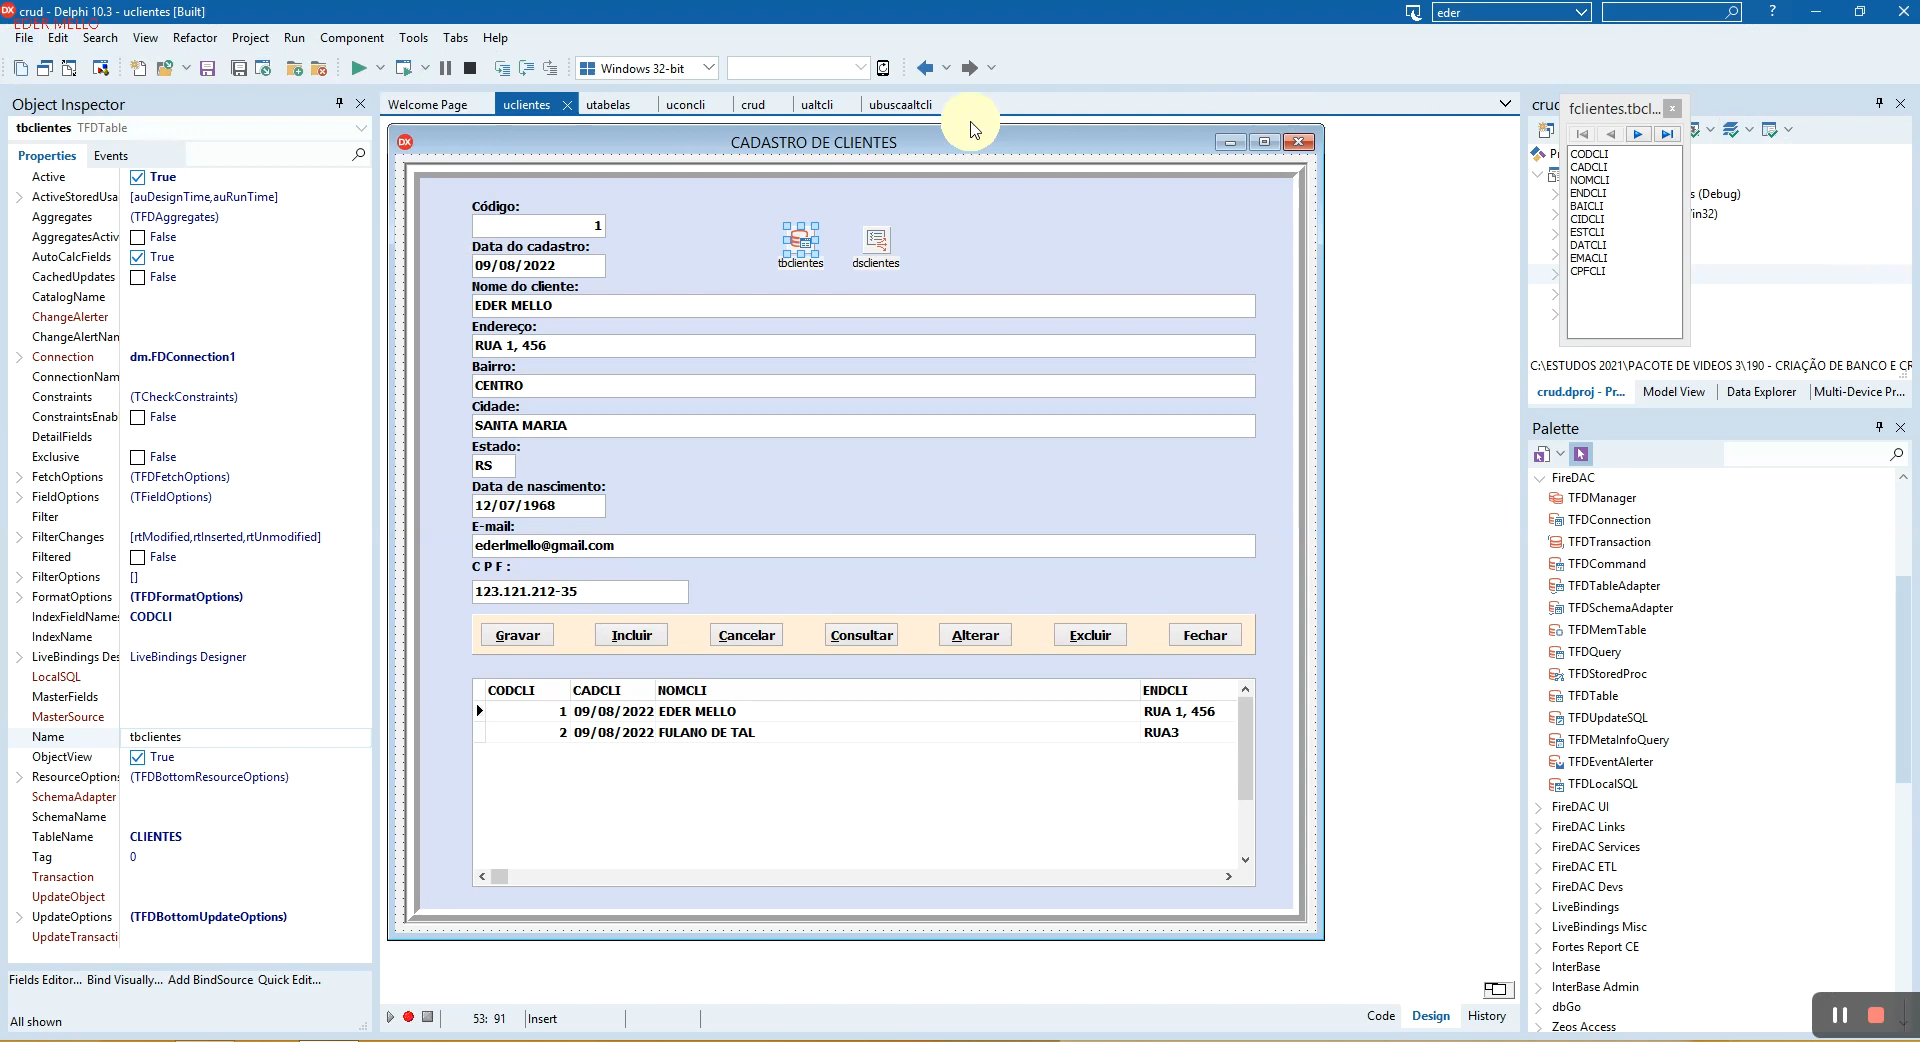 crud - Delphi 10.3 - uclientes [Built]
eder
?
EDER MELLO
File Edit Search View Refactor Project Run Component Tools Tabs Help
Windows 32-bit
Object Inspector
tbclientes TFDTable
Properties Events
Active True
ActiveStoredUsa [auDesignTime,auRunTime]
Aggregates (TFDAggregates)
AggregatesActiv False
AutoCalcFields True
CachedUpdates False
CatalogName
ChangeAlerter
ChangeAlertNan
Connection dm.FDConnection1
ConnectionNam
Constraints (TCheckConstraints)
ConstraintsEnab False
DetailFields
Exclusive False
FetchOptions (TFDFetchOptions)
FieldOptions (TFieldOptions)
Filter
FilterChanges [rtModified,rtInserted,rtUnmodified]
Filtered False
FilterOptions []
FormatOptions (TFDFormatOptions)
IndexFieldNames CODCLI
IndexName
LiveBindings Des LiveBindings Designer
LocalSQL
MasterFields
MasterSource
Name tbclientes
ObjectView True
ResourceOptions (TFDBottomResourceOptions)
SchemaAdapter
SchemaName
TableName CLIENTES
Tag 0
Transaction
UpdateObject
UpdateOptions (TFDBottomUpdateOptions)
UpdateTransacti
Fields Editor... Bind Visually... Add BindSource Quick Edit...
All shown
Welcome Page uclientes utabelas uconcli crud ualtcli ubuscaaltcli
CADASTRO DE CLIENTES
Código:
1
Data do cadastro:
09/08/2022
tbclientes dsclientes
Nome do cliente:
EDER MELLO
Endereço:
RUA 1, 456
Bairro:
CENTRO
Cidade:
SANTA MARIA
Estado:
RS
Data de nascimento:
12/07/1968
E-mail:
ederlmello@gmail.com
C P F :
123.121.212-35
Gravar Incluir Cancelar Consultar Alterar Excluir Fechar
CODCLI CADCLI NOMCLI ENDCLI
1 09/08/2022 EDER MELLO RUA 1, 456
2 09/08/2022 FULANO DE TAL RUA3
53: 91 Insert
Code Design History
fclientes.tbcl...
CODCLI
CADCLI
NOMCLI
ENDCLI
BAICLI
CIDCLI
ESTCLI
DATCLI
EMACLI
CPFCLI
s (Debug)
in32)
C:\ESTUDOS 2021\PACOTE DE VIDEOS 3\190 - CRIAÇÃO DE BANCO E CR
crud.dproj - Pr... Model View Data Explorer Multi-Device Pr...
Palette
FireDAC
TFDManager
TFDConnection
TFDTransaction
TFDCommand
TFDTableAdapter
TFDSchemaAdapter
TFDMemTable
TFDQuery
TFDStoredProc
TFDTable
TFDUpdateSQL
TFDMetaInfoQuery
TFDEventAlerter
TFDLocalSQL
FireDAC UI
FireDAC Links
FireDAC Services
FireDAC ETL
FireDAC Devs
LiveBindings
LiveBindings Misc
Fortes Report CE
InterBase
InterBase Admin
dbGo
Zeos Access